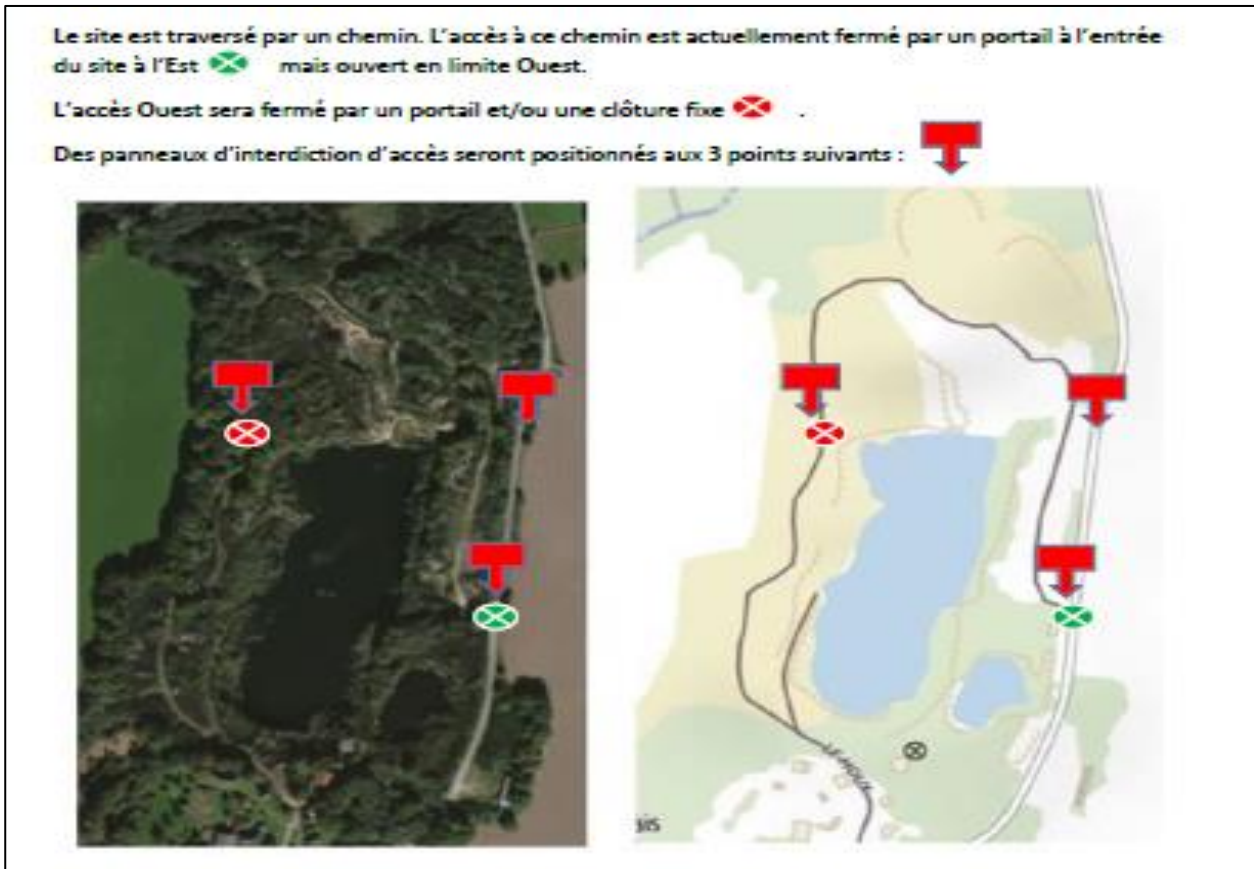 Le site est traversé par un chemin. L'accès à ce chemin est actuellement fermé par un portail à l'entrée
du site à l'Est mais ouvert en limite Ouest.
L'accès Ouest sera fermé par un portail et/ou une clôture fixe .
Des panneaux d'interdiction d'accès seront positionnés aux 3 points suivants :